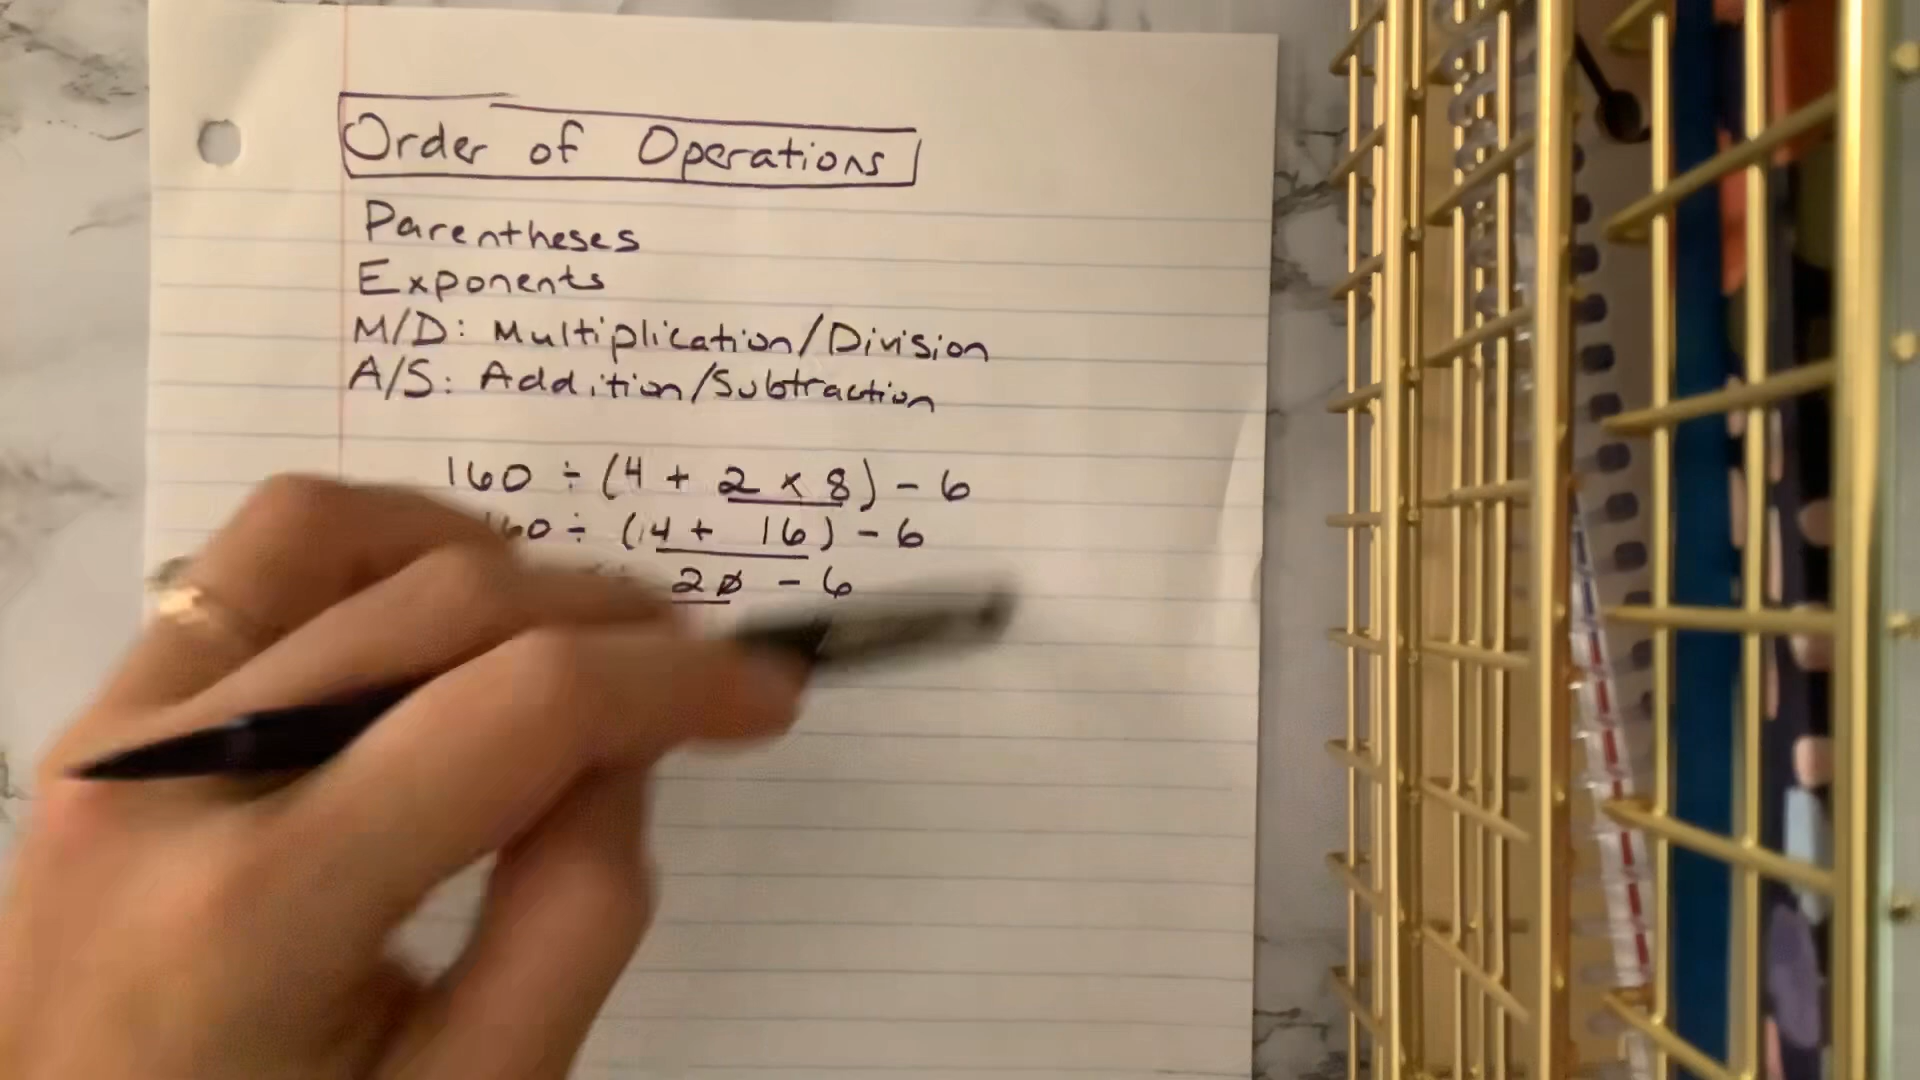 Order of Operations
Parentheses
Exponents
M/D: Multiplication/Division
A/S: Addition/Subtraction
160 ÷ (4 + 2 × 8) - 6
÷ (4 + 16) - 6
20 - 6